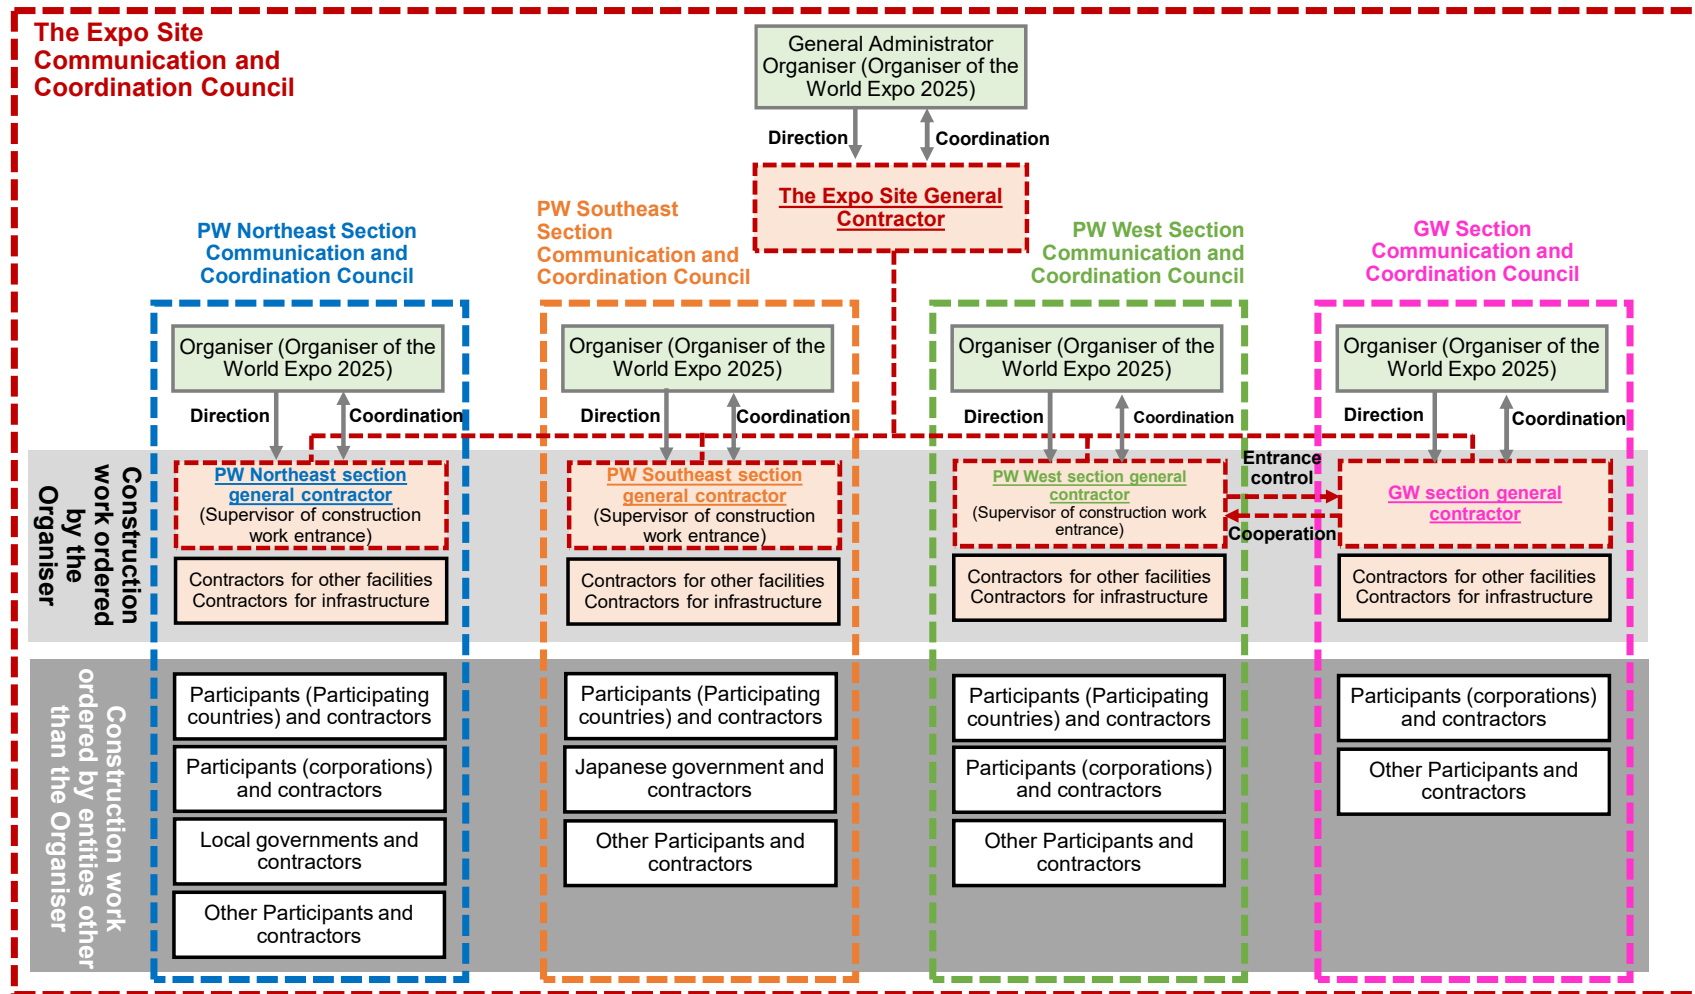 The Expo Site
Communication and
Coordination Council
General Administrator
Organiser (Organiser of the
World Expo 2025)
Direction
Coordination
The Expo Site General
Contractor
PW Northeast Section
Communication and
Coordination Council
PW Southeast
Section
Communication and
Coordination Council
PW West Section
Communication and
Coordination Council
GW Section
Communication and
Coordination Council
Organiser (Organiser of the
World Expo 2025)
Organiser (Organiser of the
World Expo 2025)
Organiser (Organiser of the
World Expo 2025)
Organiser (Organiser of the
World Expo 2025)
Direction
Coordination
Direction
Coordination
Direction
Coordination
Direction
Coordination
Construction
work ordered
by the
Organiser
PW Northeast section
general contractor
(Supervisor of construction
work entrance)
PW Southeast section
general contractor
(Supervisor of construction
work entrance)
PW West section general
contractor
(Supervisor of construction work
entrance)
Entrance
control
Cooperation
GW section general
contractor
Contractors for other facilities
Contractors for infrastructure
Contractors for other facilities
Contractors for infrastructure
Contractors for other facilities
Contractors for infrastructure
Contractors for other facilities
Contractors for infrastructure
Construction work
ordered by entities other
than the Organiser
Participants (Participating
countries) and contractors
Participants (corporations)
and contractors
Local governments and
contractors
Other Participants and
contractors
Participants (Participating
countries) and contractors
Japanese government and
contractors
Other Participants and
contractors
Participants (Participating
countries) and contractors
Participants (corporations)
and contractors
Other Participants and
contractors
Participants (corporations)
and contractors
Other Participants and
contractors